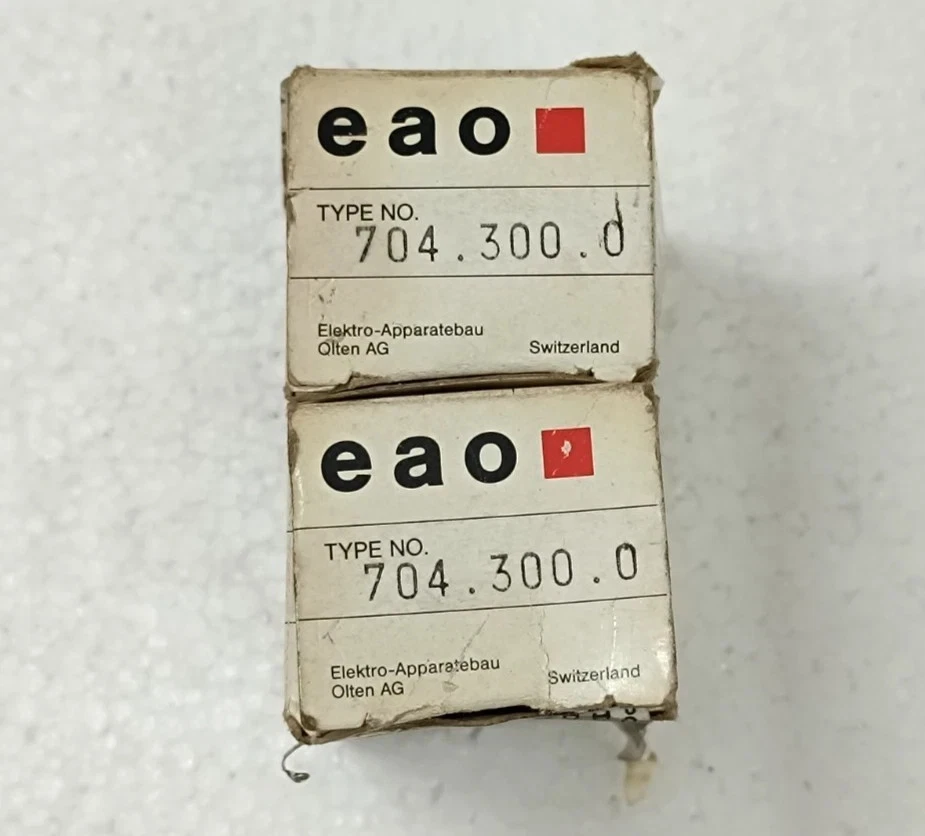 eao
TYPE NO.
704.300.0
Elektro-Apparatebau
Olten AG
Switzerland
eao
TYPE NO.
704.300.0
Elektro-Apparatebau
Olten AG
Switzerland